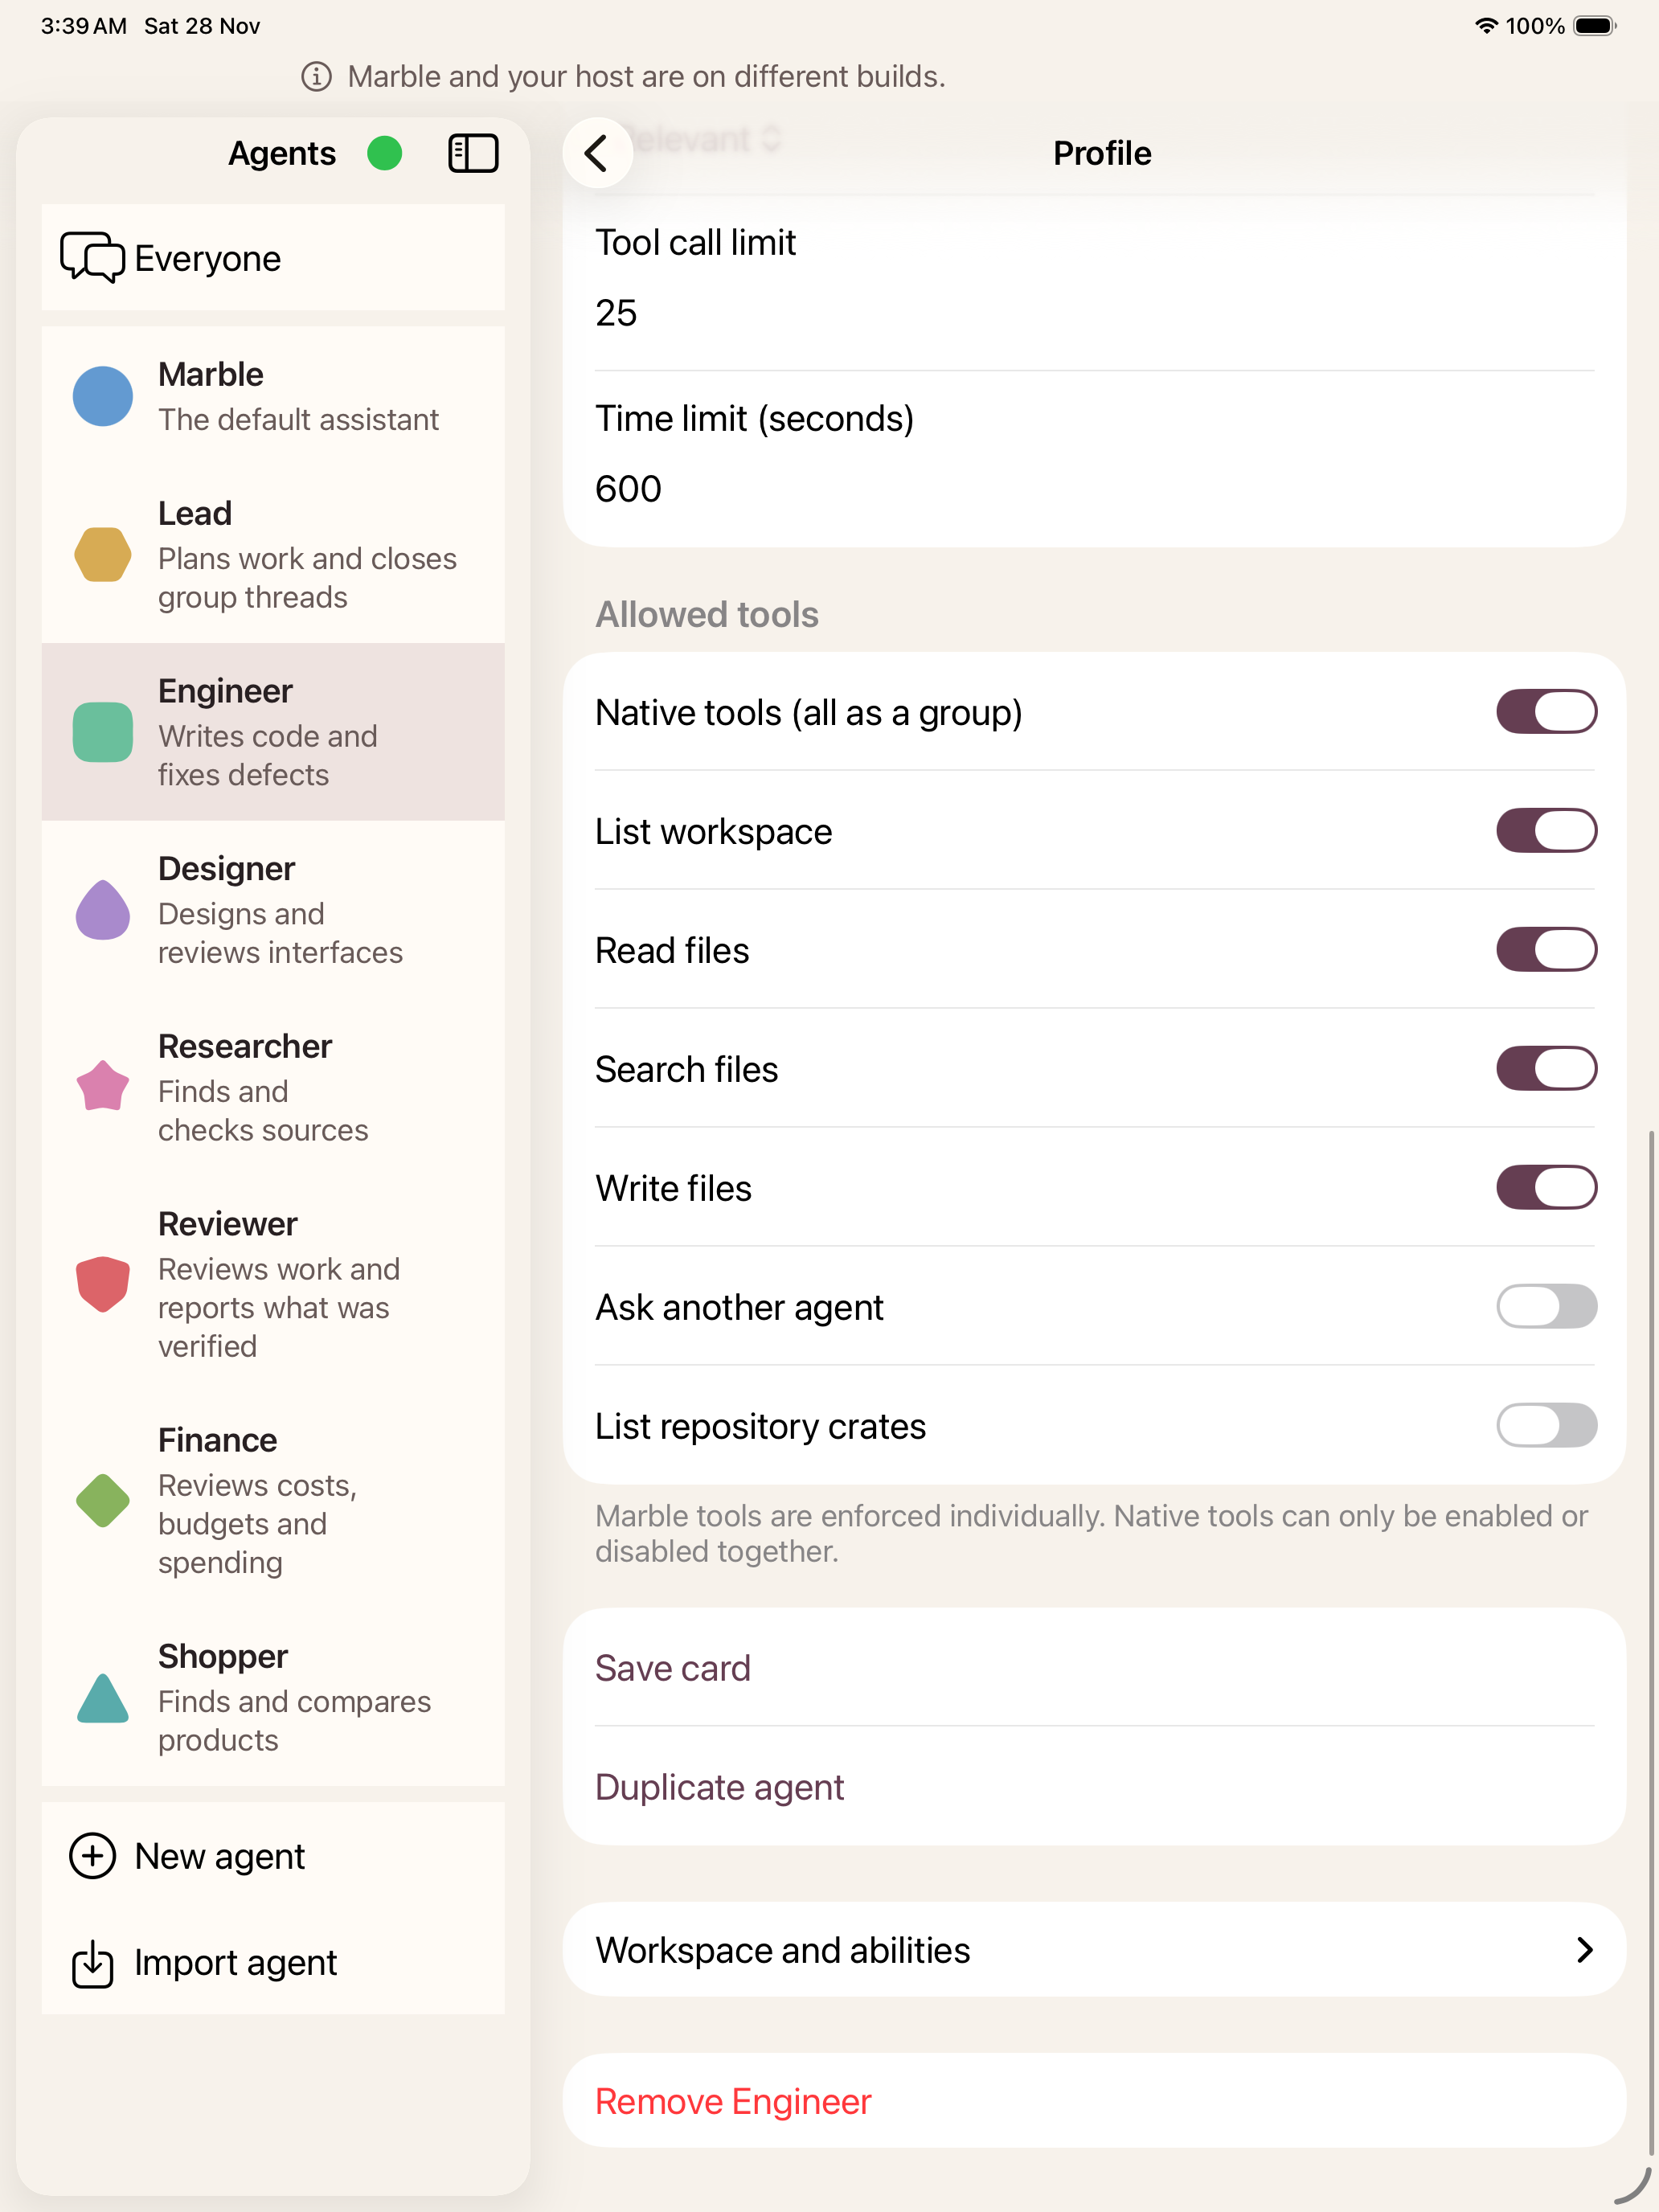 3:39 AM Sat 28 Nov
100%
Marble and your host are on different builds.
Agents
Everyone
Marble
The default assistant
Lead
Plans work and closes
group threads
Engineer
Writes code and
fixes defects
Designer
Designs and
reviews interfaces
Researcher
Finds and
checks sources
Reviewer
Reviews work and
reports what was
verified
Finance
Reviews costs,
budgets and
spending
Shopper
Finds and compares
products
New agent
Import agent
Profile
Tool call limit
25
Time limit (seconds)
600
Allowed tools
Native tools (all as a group)
List workspace
Read files
Search files
Write files
Ask another agent
List repository crates
Marble tools are enforced individually. Native tools can only be enabled or
disabled together.
Save card
Duplicate agent
Workspace and abilities
Remove Engineer